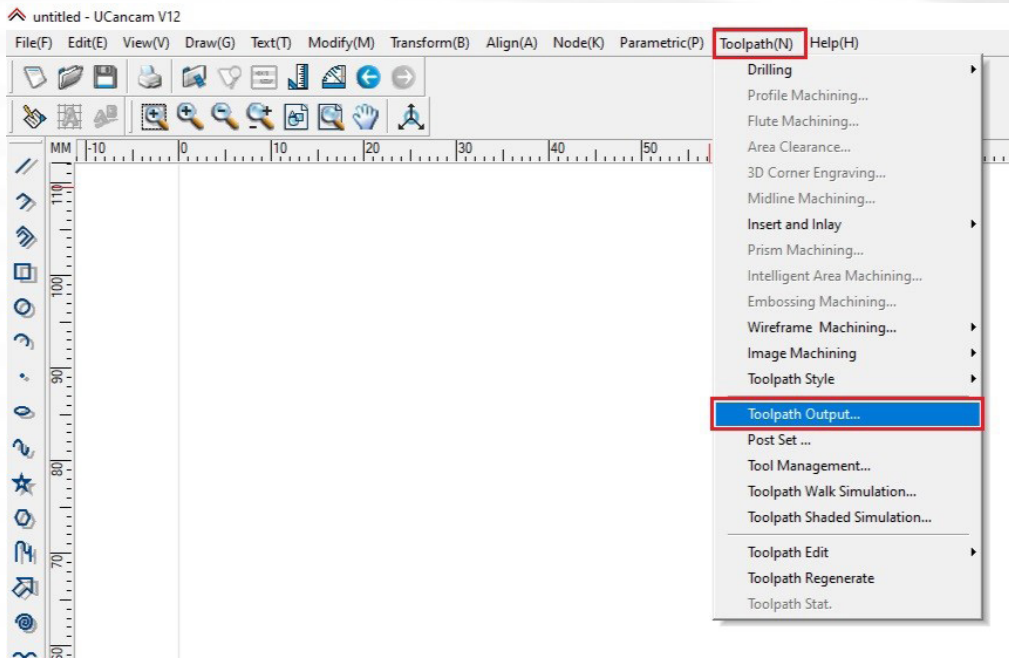 untitled - UCancam V12
File(F) Edit(E) View(V) Draw(G) Text(T) Modify(M) Transform(B) Align(A) Node(K) Parametric(P) Toolpath(N) Help(H)
Drilling
Profile Machining...
Flute Machining...
Area Clearance...
3D Corner Engraving...
Midline Machining...
Insert and Inlay
Prism Machining...
Intelligent Area Machining...
Embossing Machining...
Wireframe Machining...
Image Machining
Toolpath Style
Toolpath Output...
Post Set ...
Tool Management...
Toolpath Walk Simulation...
Toolpath Shaded Simulation...
Toolpath Edit
Toolpath Regenerate
Toolpath Stat.
MM -10 0 10 20 30 40 50
110
100
90
80
70